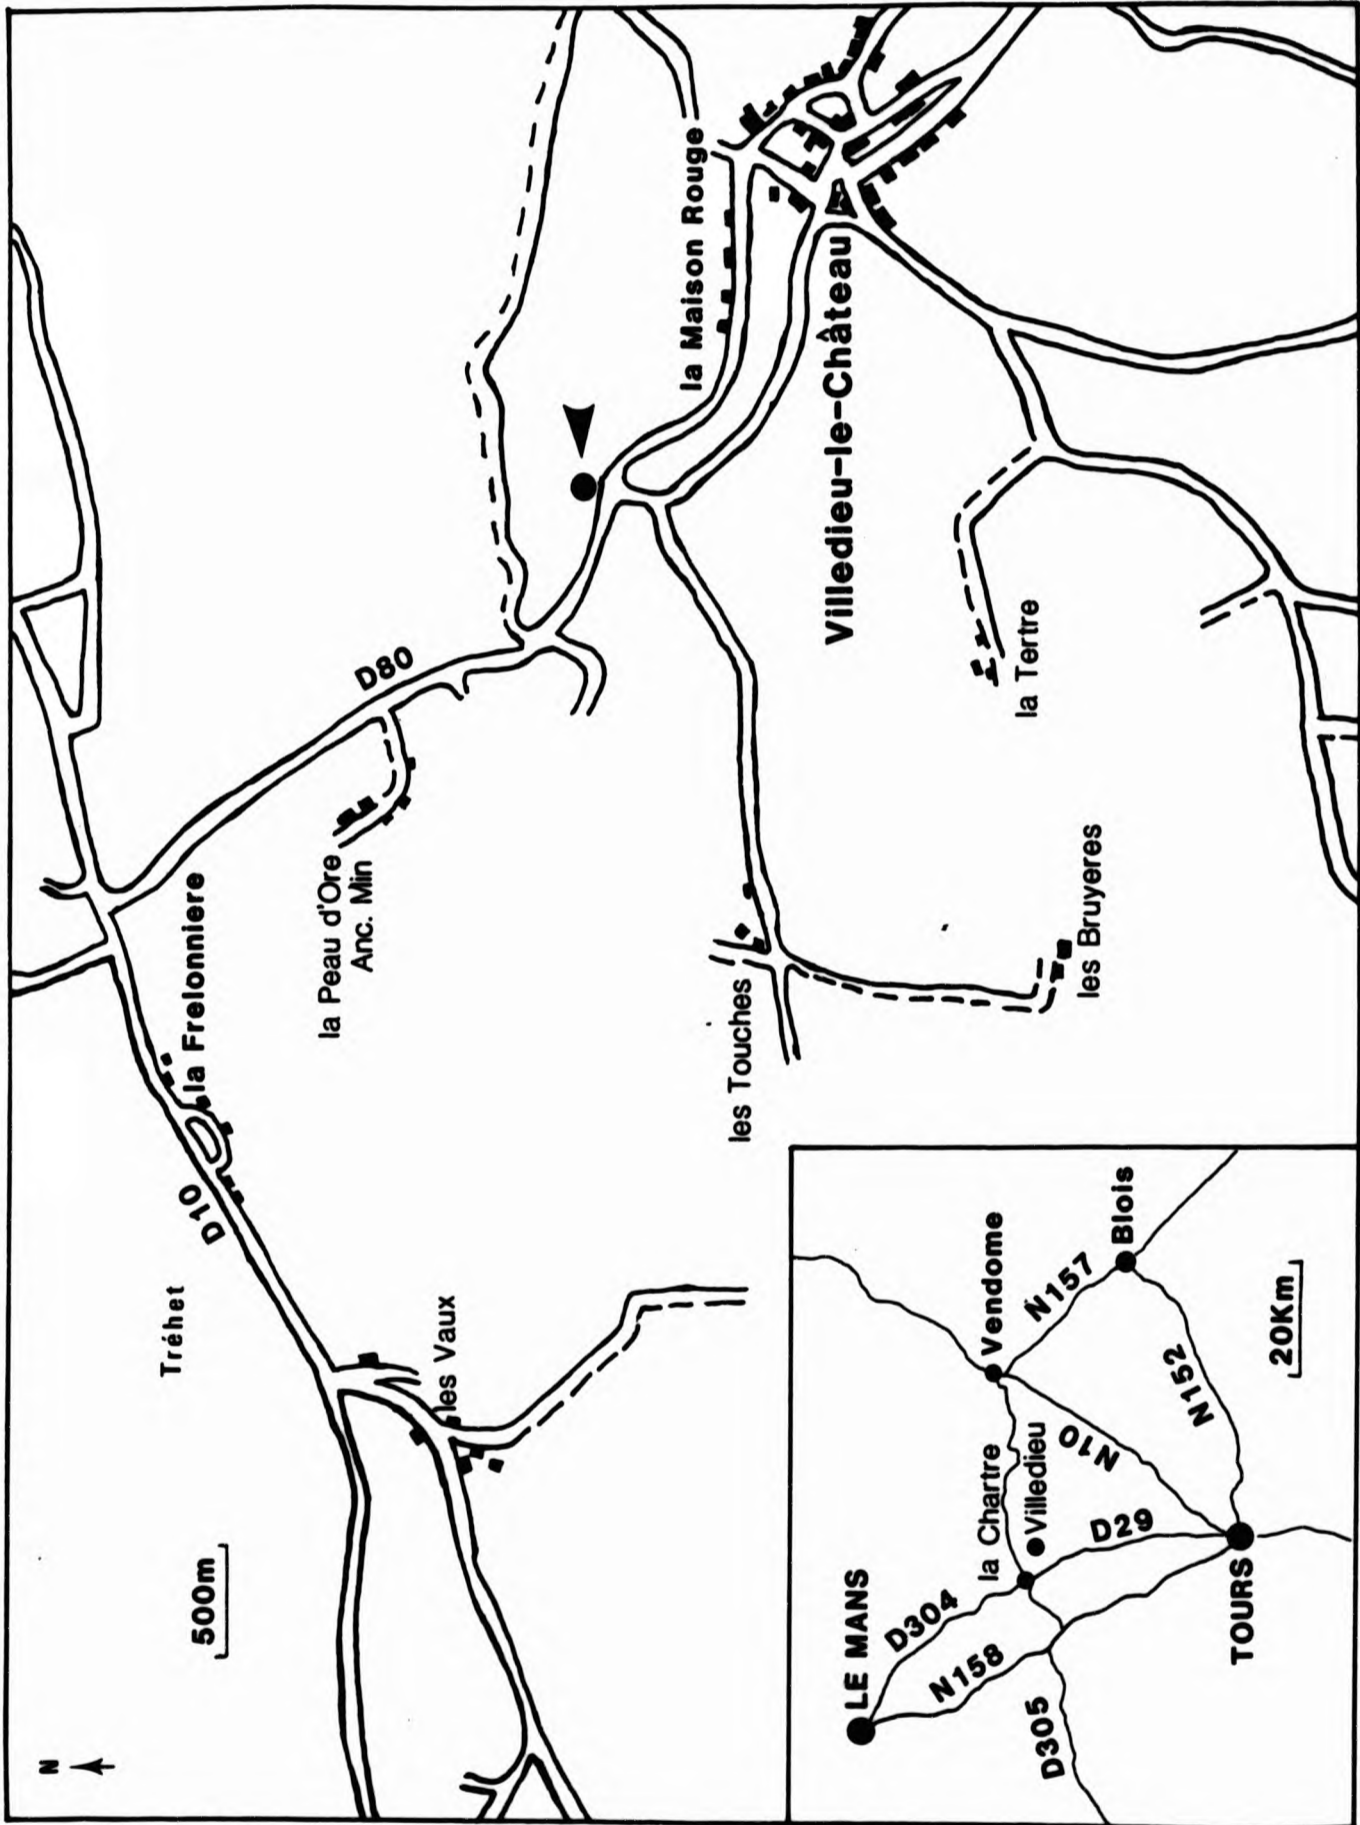 N
500m
Tréhet
D10
la Frelonniere
les Vaux
la Peau d'Ore
Anc. Min
D80
la Maison Rouge
les Touches
Villedieu-le-Château
les Bruyeres
la Tertre
LE MANS
D304
N158
D305
la Chartre
Villedieu
Vendome
N157
Blois
N10
D29
N152
TOURS
20Km